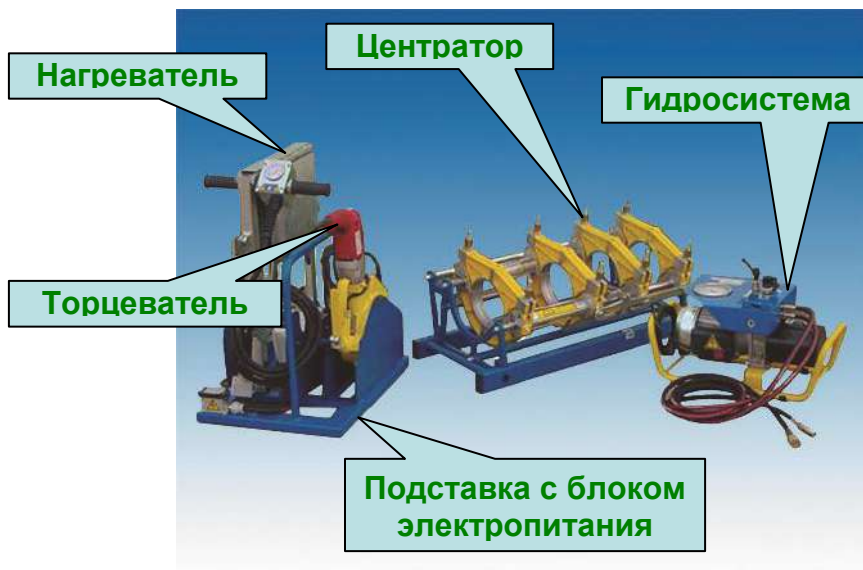 Центратор
Нагреватель
Гидросистема
Торцеватель
Подставка с блоком
электропитания